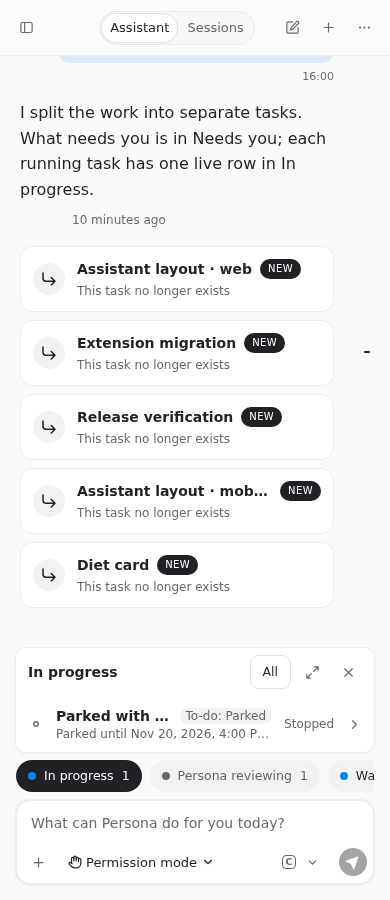 Assistant
Sessions
16:00
I split the work into separate tasks.
What needs you is in Needs you; each
running task has one live row in In
progress.
10 minutes ago
Assistant layout · web NEW
This task no longer exists
Extension migration NEW
This task no longer exists
Release verification NEW
This task no longer exists
Assistant layout · mob… NEW
This task no longer exists
Diet card NEW
This task no longer exists
In progress All
Parked with … To-do: Parked Stopped
Parked until Nov 20, 2026, 4:00 P…
In progress 1 Persona reviewing 1 Wa
What can Persona do for you today?
Permission mode C